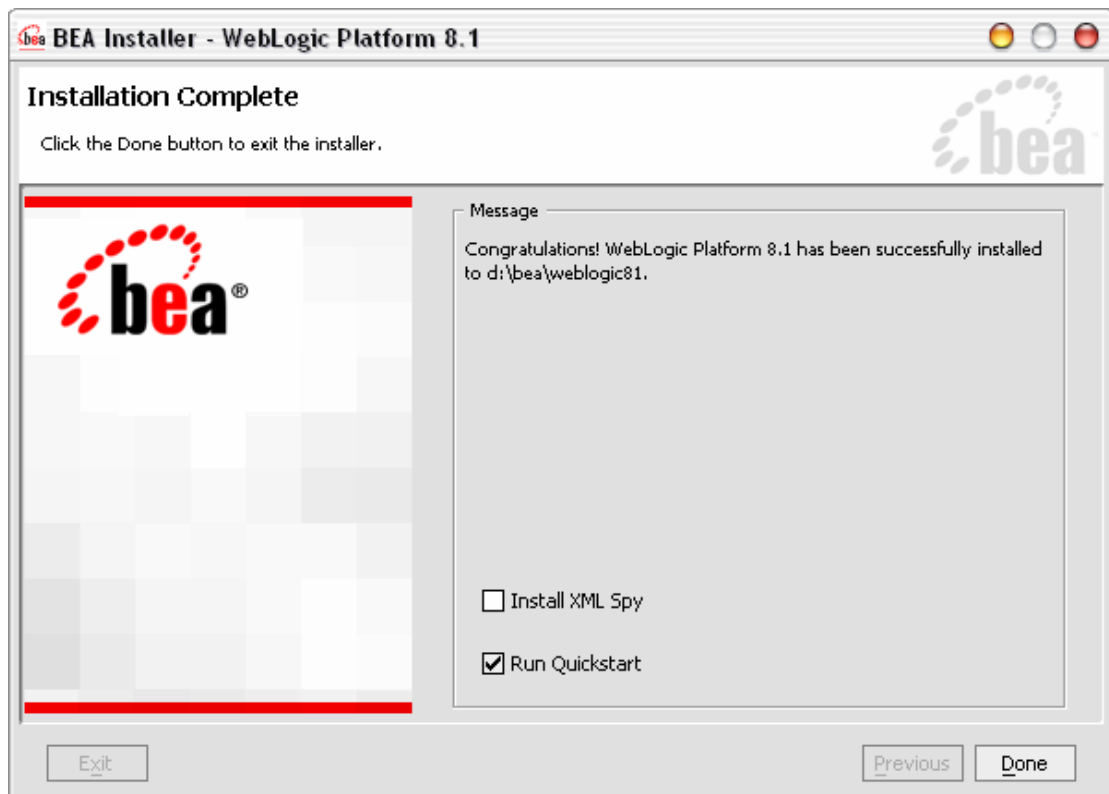 bea BEA Installer - WebLogic Platform 8.1
Installation Complete
Click the Done button to exit the installer.
bea
bea®
Message
Congratulations! WebLogic Platform 8.1 has been successfully installed
to d:\bea\weblogic81.
Install XML Spy
Run Quickstart
Exit
Previous
Done